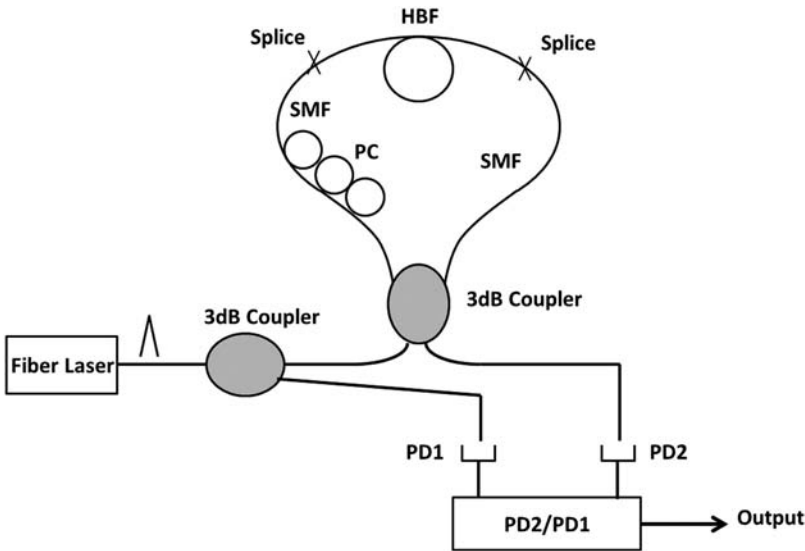 HBF
Splice
Splice
SMF
PC
SMF
3dB Coupler
3dB Coupler
Fiber Laser
PD1
PD2
PD2/PD1
Output